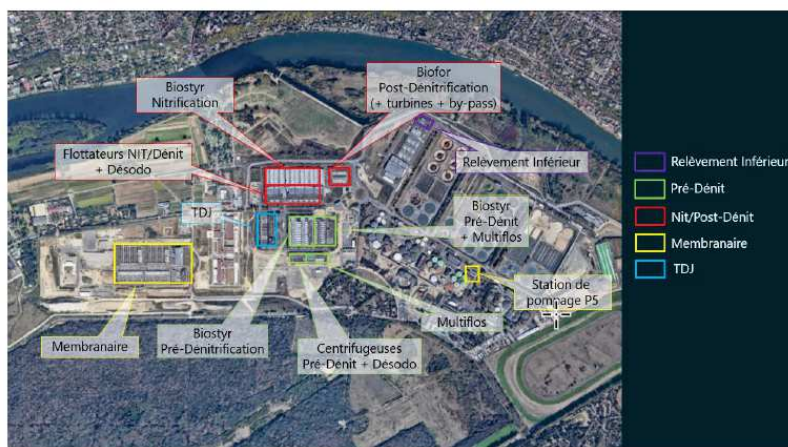 Biostyr
Nitrification
Biofor
Post-Dénitrification
(+ turbines + by-pass)
Flottateurs NIT/Dénit
+ Désodo
Relèvement Inférieur
TDJ
Biostyr
Pré-Dénit
+ Multiflos
Station de
pompage P5
Membranaire
Biostyr
Pré-Dénitrification
Centrifugeuses
Pré-Dénit + Désodo
Multiflos
Relèvement Inférieur
Pré-Dénit
Nit/Post-Dénit
Membranaire
TDJ